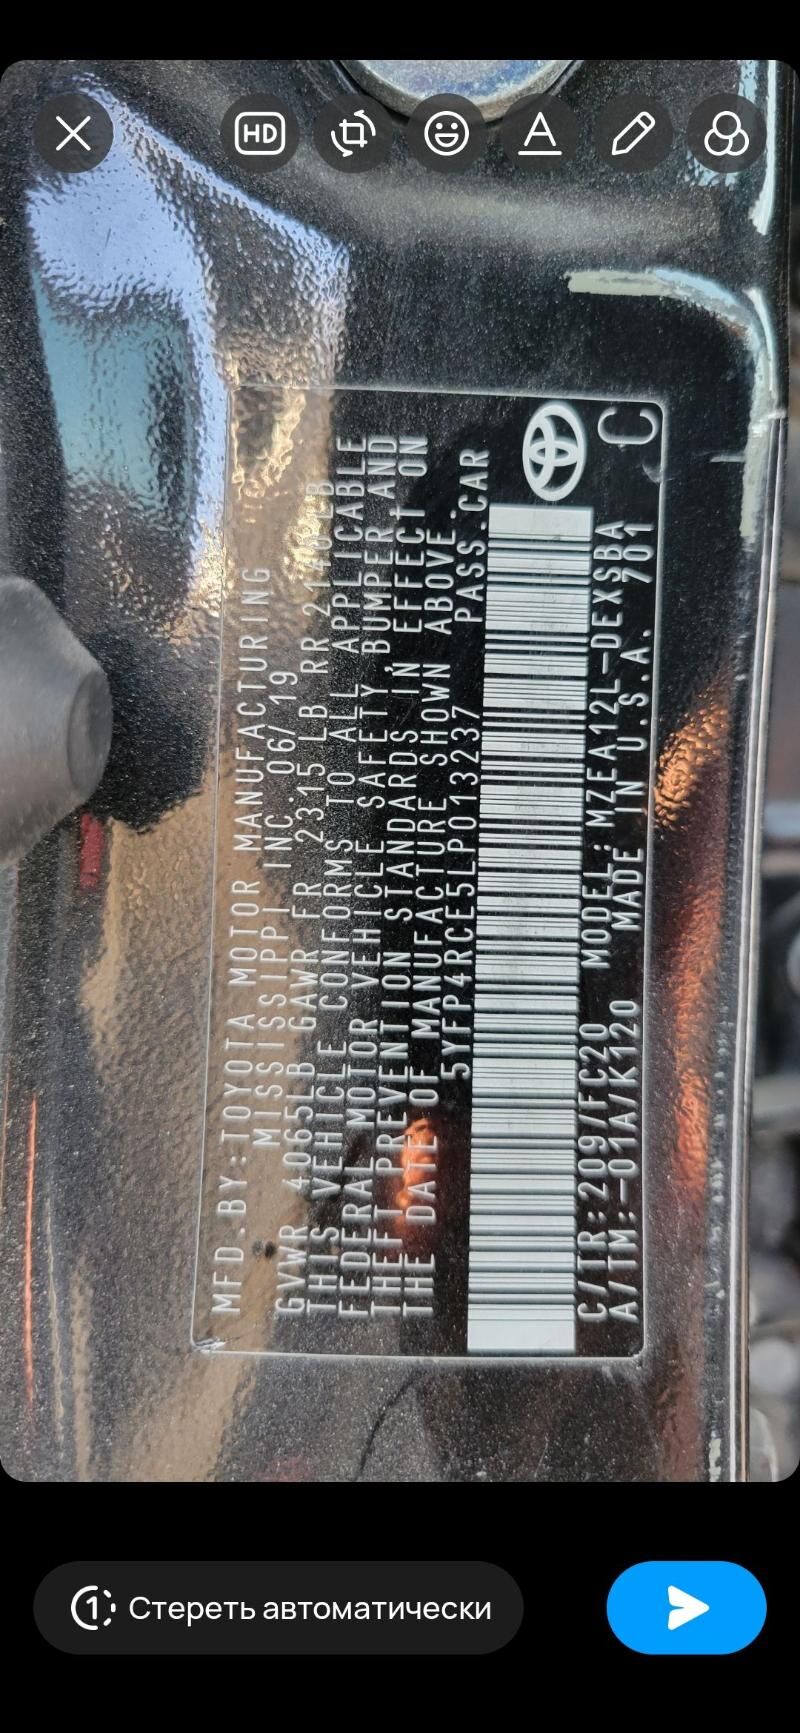 HD
A
MFD.BY:TOYOTA MOTOR MANUFACTURING
MISSISSIPPI INC. 06/19
GVWR 4065LB GAWR FR 2315 LB RR 2140LB
THIS VEHICLE CONFORMS TO ALL APPLICABLE
FEDERAL MOTOR VEHICLE SAFETY, BUMPER AND
THEFT PREVENTION STANDARDS IN EFFECT ON
THE DATE OF MANUFACTURE SHOWN ABOVE.
5YFP4RCE5LP013237 PASS.CAR
C/TR:209/FC20 MODEL:MZEA12L-DEXSBA
A/TM:-01A/K120 MADE IN U.S.A. 701
C
1
Стереть автоматически